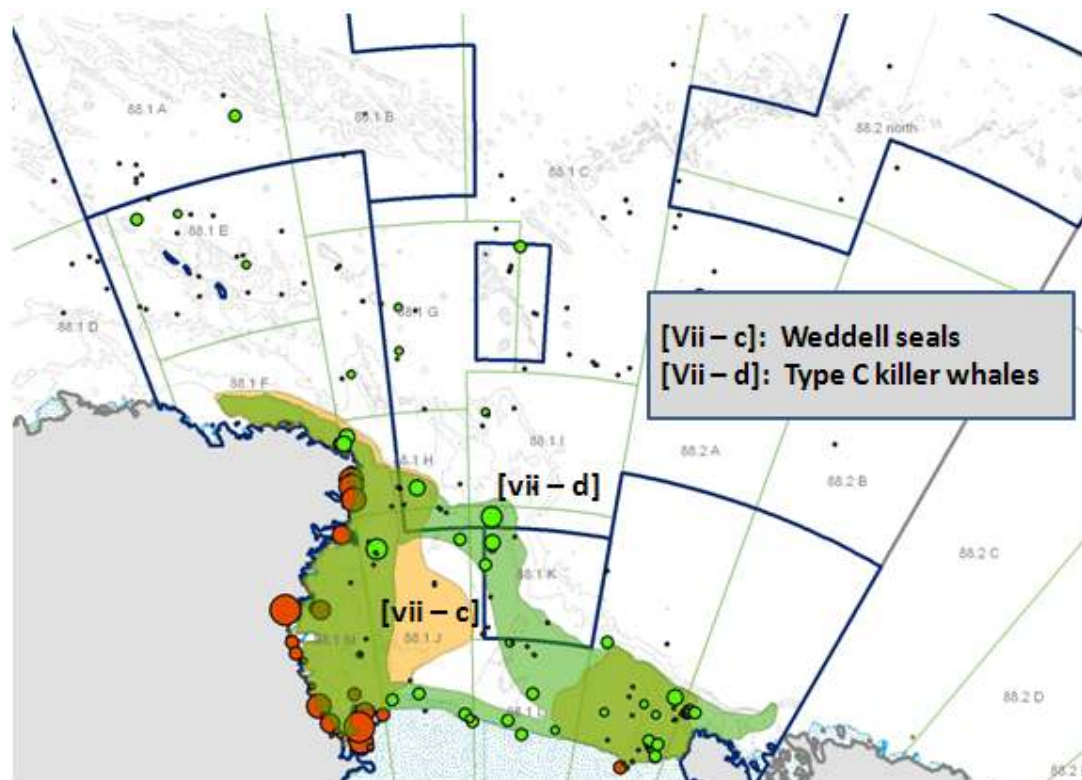 88.1 A
88.1 B
88.2 north
88.1 C
88.1 E
88.1 G
88.1 D
[Vii – c]: Weddell seals
[Vii – d]: Type C killer whales
88.1 F
88.1 I
88.1 H
88.2 A
88.2 B
[vii – d]
88.2 C
88.1 K
[vii – c]
88.1 M
88.1 J
88.2 D
88.1 L
88.2